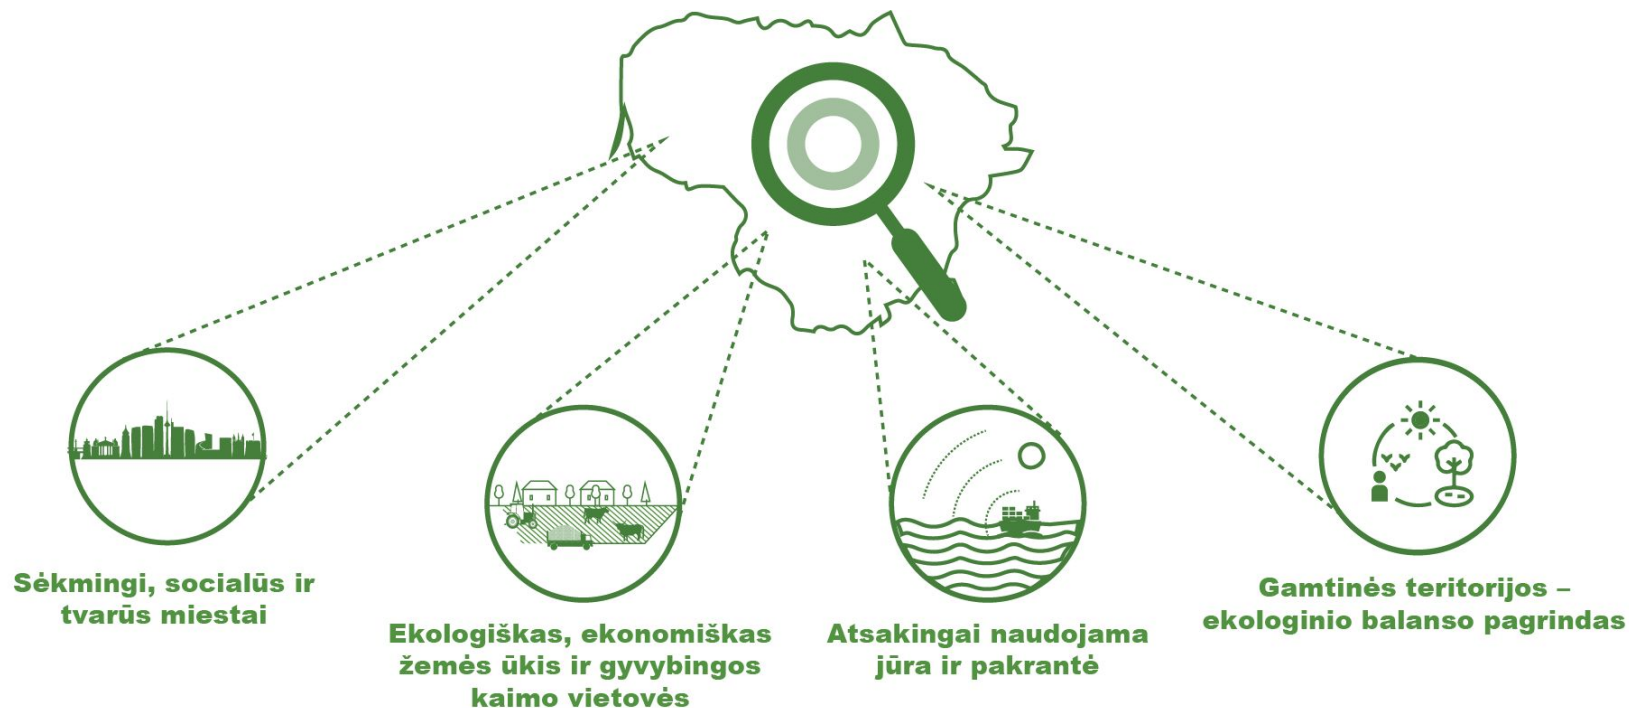 Sėkmingi, socialūs ir
tvarūs miestai
Ekologiškas, ekonomiškas
žemės ūkis ir gyvybingos
kaimo vietovės
Atsakingai naudojama
jūra ir pakrantė
Gamtinės teritorijos –
ekologinio balanso pagrindas